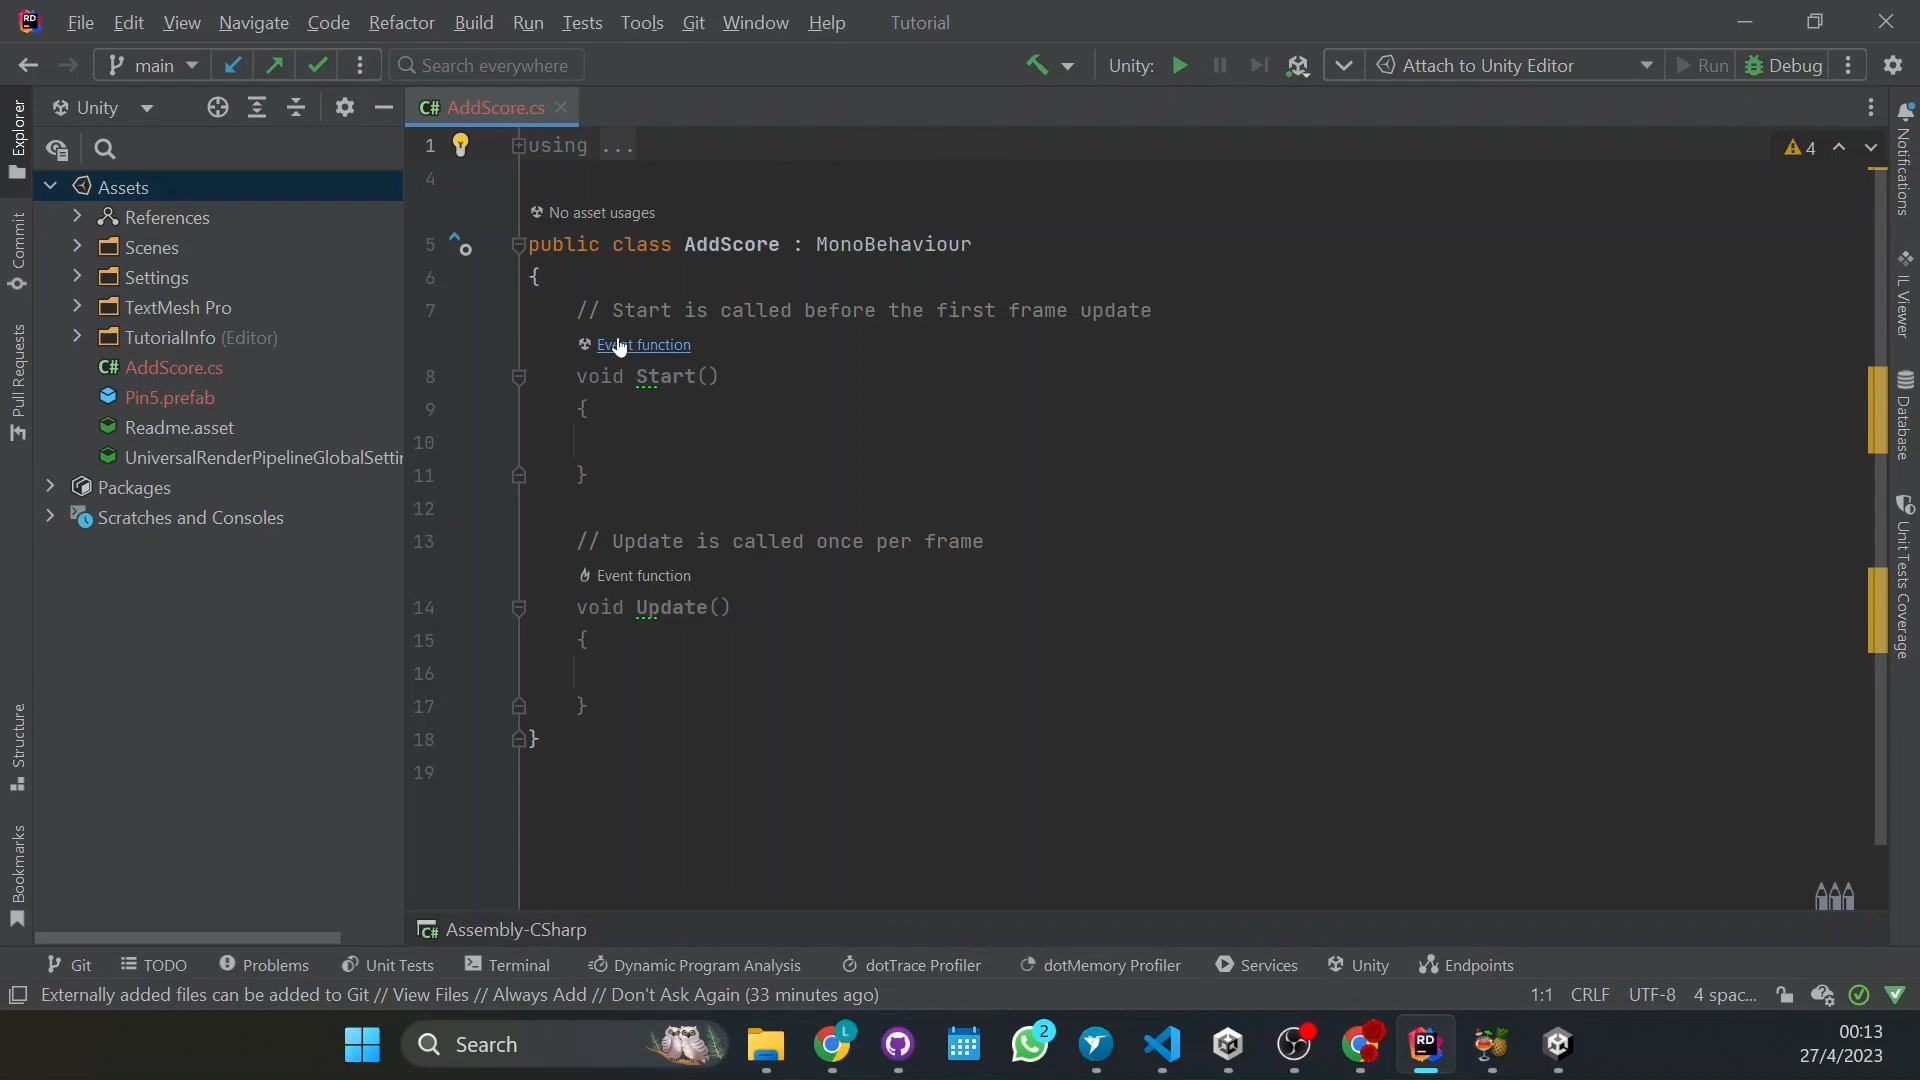 File Edit View Navigate Code Refactor Build Run Tests Tools Git Window Help Tutorial
main Search everywhere Unity: Attach to Unity Editor Run Debug
Unity C# AddScore.cs
1 using ... 4
4
No asset usages
5 public class AddScore : MonoBehaviour
6 {
7 // Start is called before the first frame update
Event function
8 void Start()
9 {
10
11 }
12
13 // Update is called once per frame
Event function
14 void Update()
15 {
16
17 }
18 }
19
Assets
References
Scenes
Settings
TextMesh Pro
TutorialInfo (Editor)
C# AddScore.cs
Pin5.prefab
Readme.asset
UniversalRenderPipelineGlobalSettin
Packages
Scratches and Consoles
Explorer
Commit
Pull Requests
Structure
Bookmarks
Notifications
IL Viewer
Database
Unit Tests Coverage
C# Assembly-CSharp
Git TODO Problems Unit Tests Terminal Dynamic Program Analysis dotTrace Profiler dotMemory Profiler Services Unity Endpoints
Externally added files can be added to Git // View Files // Always Add // Don't Ask Again (33 minutes ago) 1:1 CRLF UTF-8 4 spac...
Search L 2 RD 00:13
27/4/2023